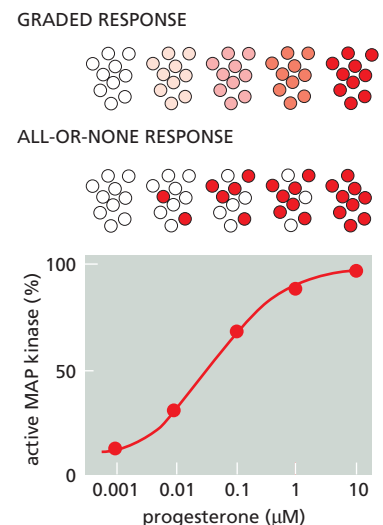 GRADED RESPONSE
ALL-OR-NONE RESPONSE
100
50
0
active MAP kinase (%)
0.001 0.01 0.1 1 10
progesterone (μM)